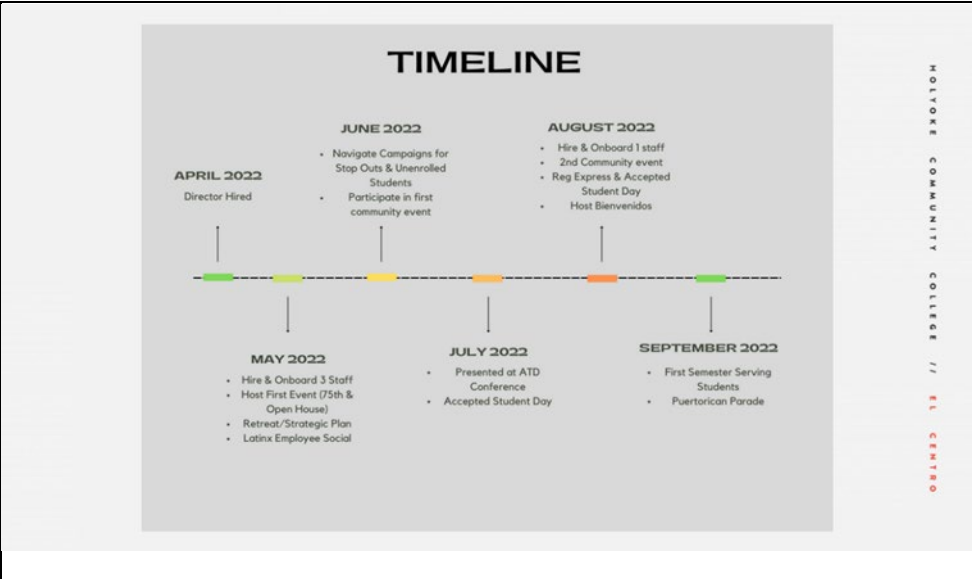 TIMELINE
APRIL 2022
Director Hired
JUNE 2022
• Navigate Campaigns for
Stop Outs & Unenrolled
Students
• Participate in first
community event
AUGUST 2022
• Hire & Onboard 1 staff
• 2nd Community event
• Reg Express & Accepted
Student Day
• Host Bienvenidos
MAY 2022
• Hire & Onboard 3 Staff
• Host First Event (75th &
Open House)
• Retreat/Strategic Plan
• Latinx Employee Social
JULY 2022
• Presented at ATD
Conference
• Accepted Student Day
SEPTEMBER 2022
• First Semester Serving
Students
• Puertorican Parade
HOLYOKE COMMUNITY COLLEGE // EL CENTRO